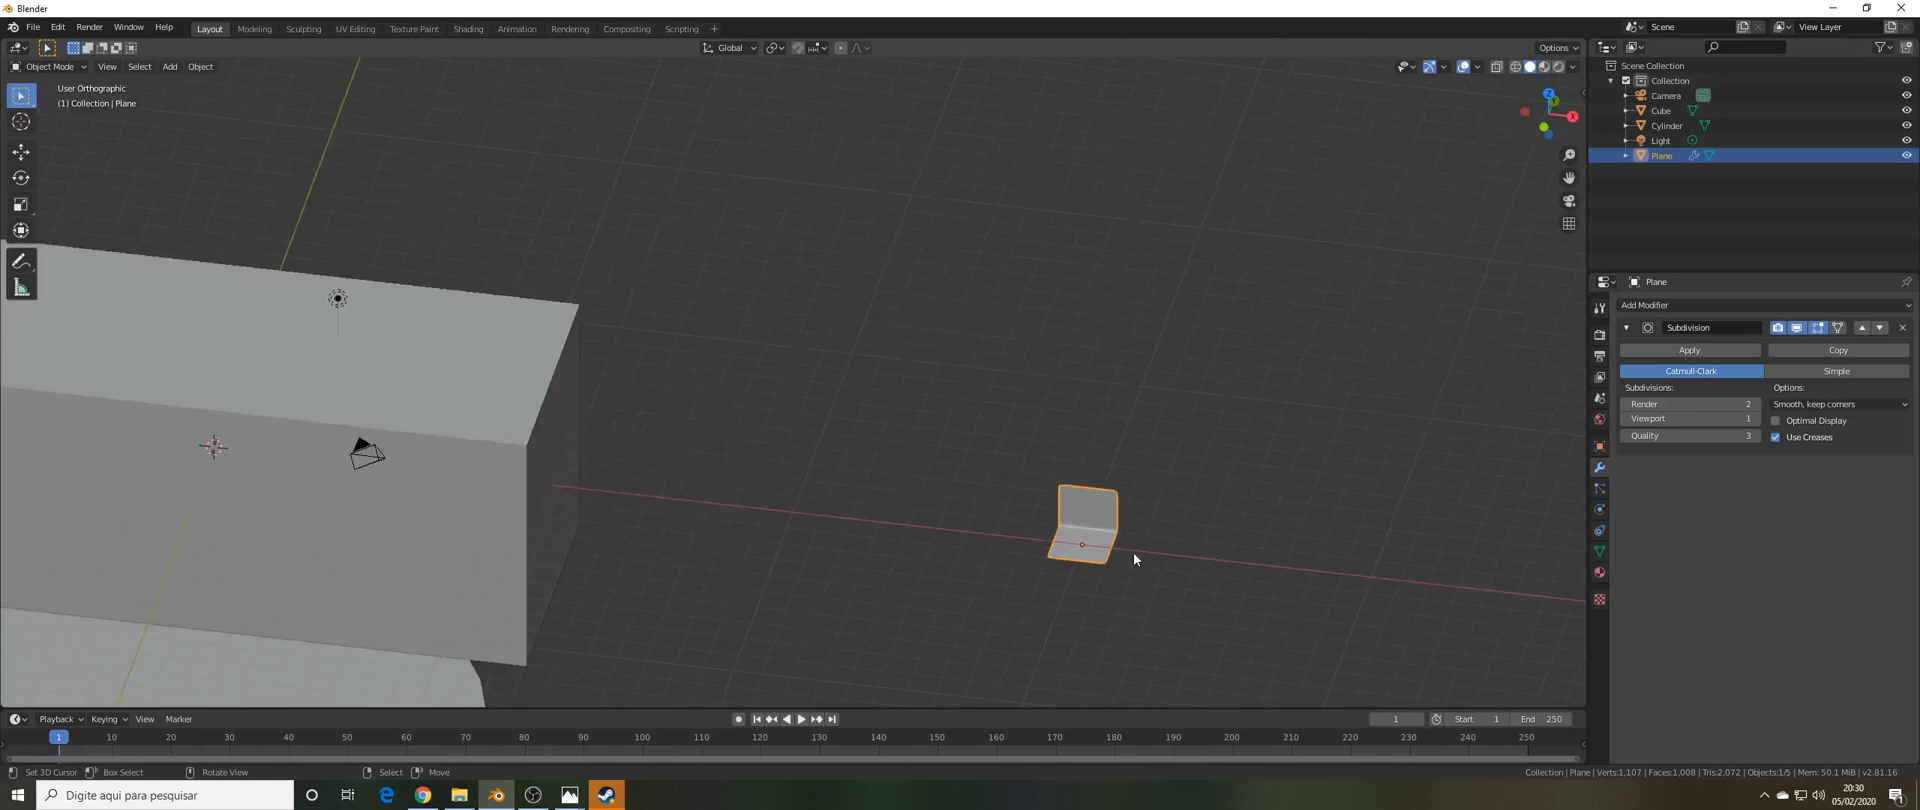 Blender
File Edit Render Window Help
Layout Modeling Sculpting UV Editing Texture Paint Shading Animation Rendering Compositing Scripting +
Scene View Layer
Global Options
Object Mode View Select Add Object
User Orthographic
(1) Collection | Plane
Z
X
Scene Collection
Collection
Camera
Cube
Cylinder
Light
Plane
Plane
Add Modifier
Subdivision
Apply Copy
Catmull-Clark Simple
Subdivisions: Options:
Render 2 Smooth, keep corners
Viewport 1 Optimal Display
Quality 3 Use Creases
Playback Keying View Marker
1 Start 1 End 250
1 10 20 30 40 50 60 70 80 90 100 110 120 130 140 150 160 170 180 190 200 210 220 230 240 250
Set 3D Cursor Box Select Rotate View Select Move
Collection | Plane | Verts:1,107 | Faces:1,008 | Tris:2,072 | Objects:1/5 | Mem: 50.1 MiB | v2.81.16
Digite aqui para pesquisar
20:30
05/02/2020
1